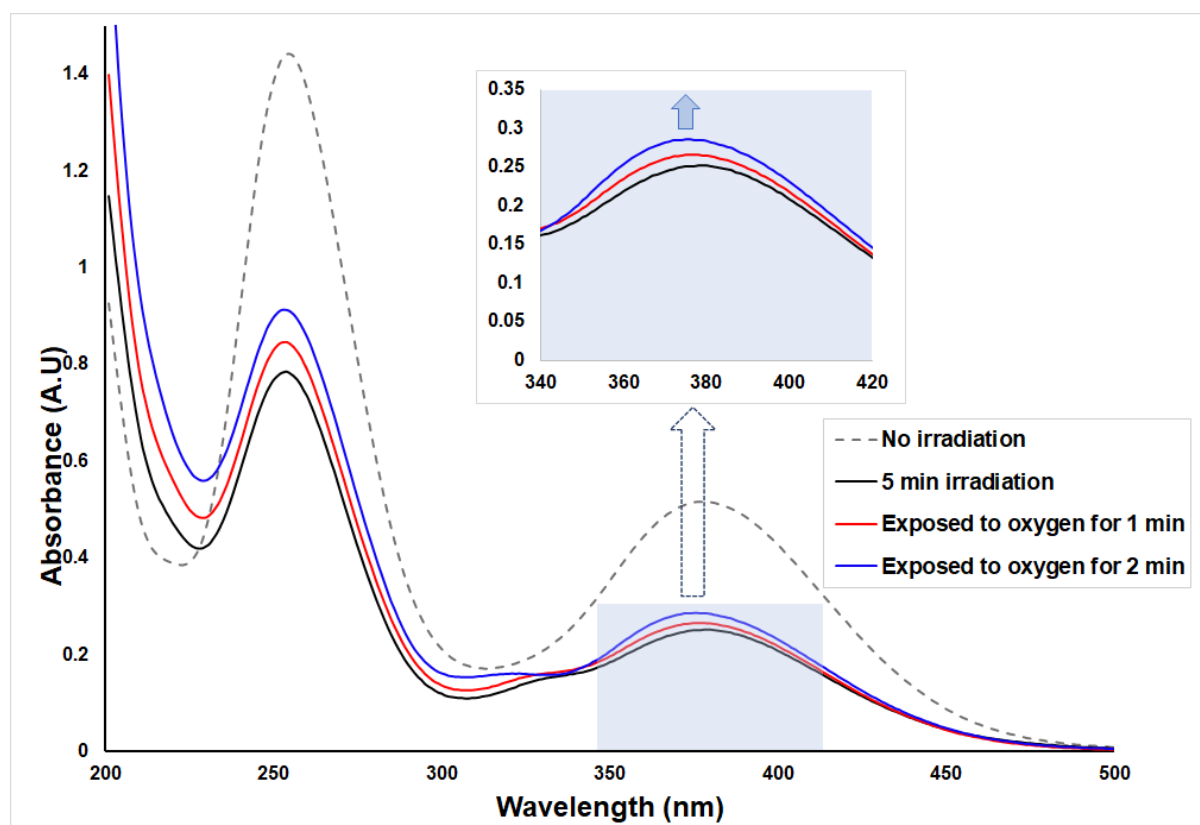 1.4
1.2
1
0.8
0.6
0.4
0.2
0
Absorbance (A.U)
200 250 300 350 400 450 500
Wavelength (nm)
0.35
0.3
0.25
0.2
0.15
0.1
0.05
0
340 360 380 400 420
No irradiation
5 min irradiation
Exposed to oxygen for 1 min
Exposed to oxygen for 2 min